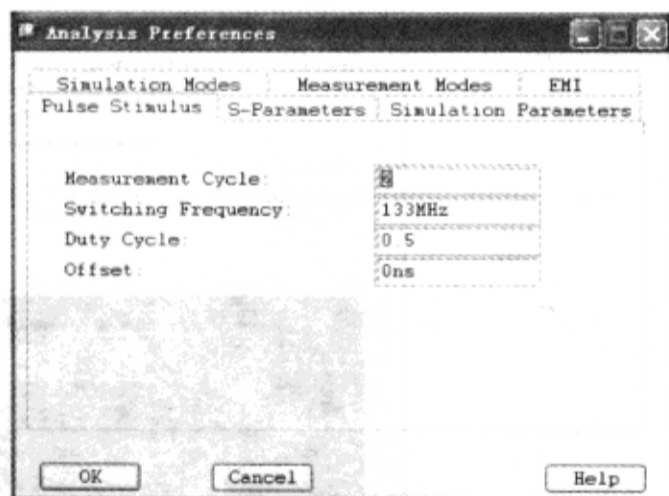 Analysis Preferences
Simulation Modes Measurement Modes EMI
Pulse Stimulus S-Parameters Simulation Parameters
Measurement Cycle:
Switching Frequency: 133MHz
Duty Cycle: 0.5
Offset: 0ns
OK Cancel Help